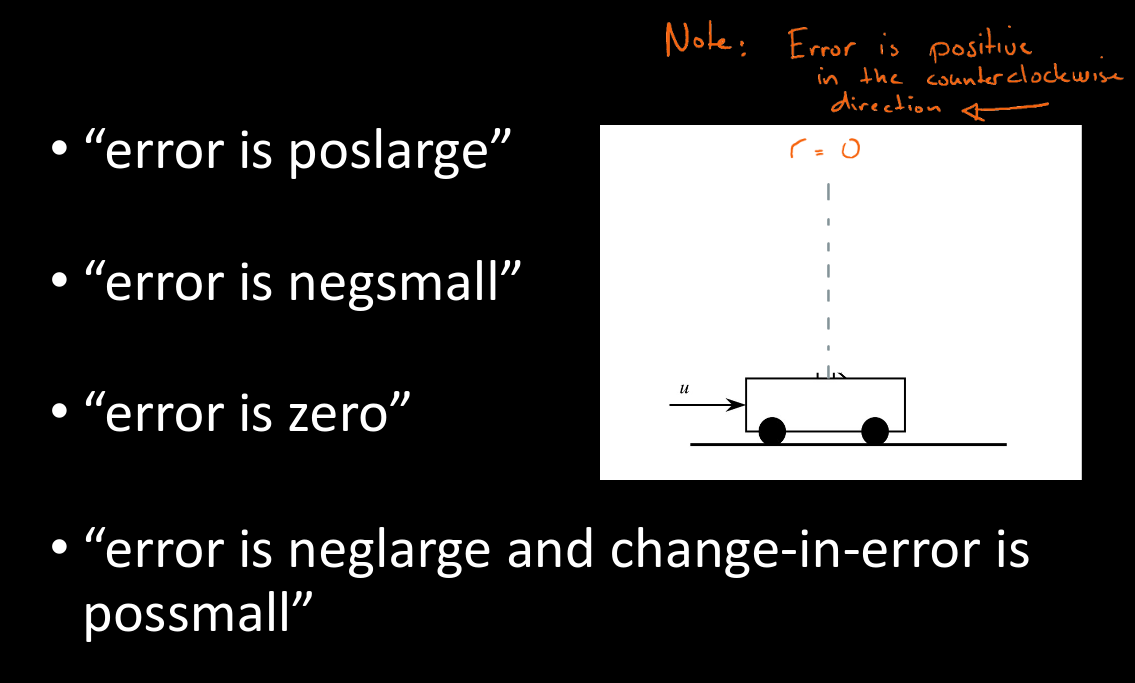 Note: Error is positive
in the counterclockwise
direction
• “error is poslarge”
r = 0
• “error is negsmall”
u
• “error is zero”
• “error is neglarge and change-in-error is
possmall”